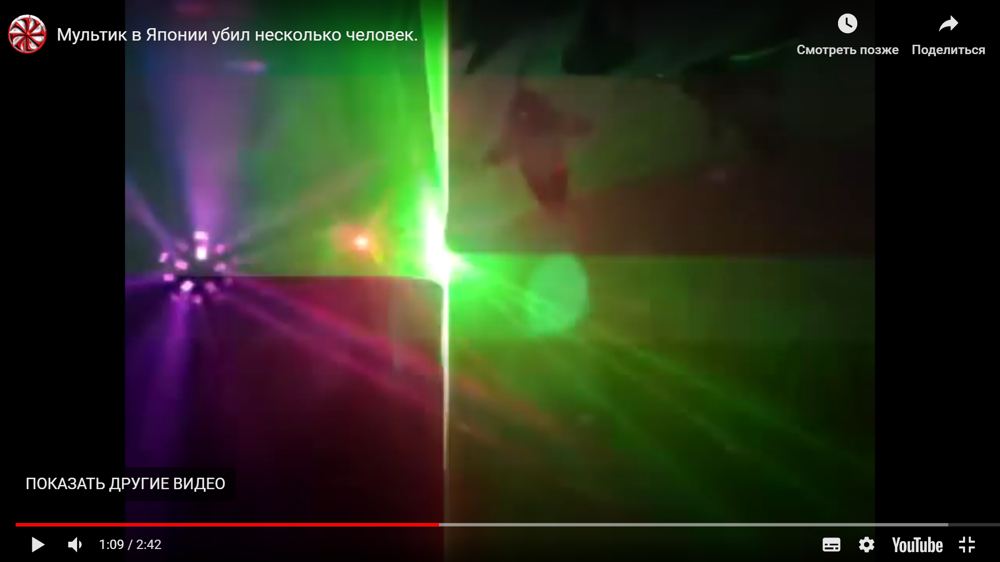 Мультик в Японии убил несколько человек.
Смотреть позже
Поделиться
ПОКАЗАТЬ ДРУГИЕ ВИДЕО
1:09 / 2:42
YouTube